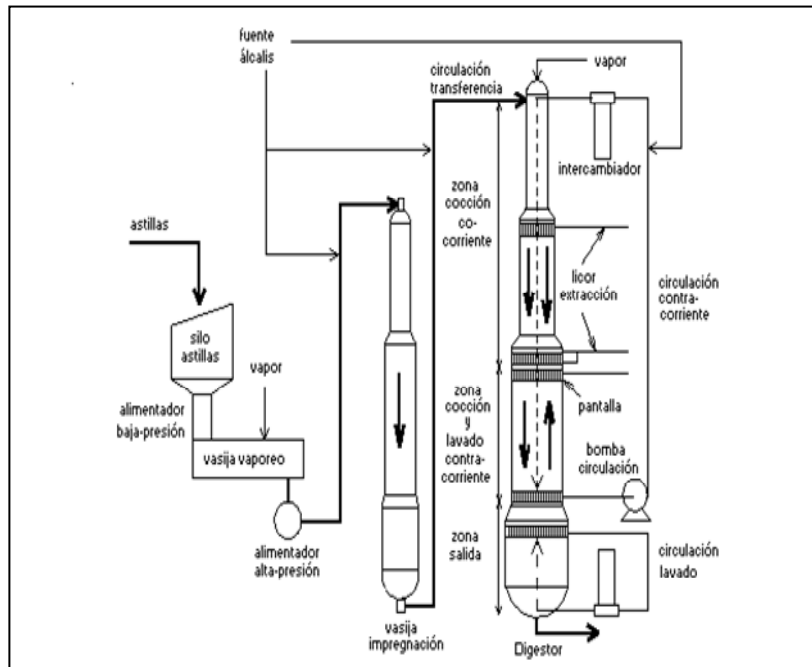 fuente
álcalis
circulación
transferencia
vapor
intercambiador
zona
cocción
co-
corriente
astillas
licor
extracción
circulación
contra-
corriente
silo
astillas
vapor
alimentador
baja-presión
vasija vaporeo
zona
cocción
y
lavado
contra-
corriente
pantalla
bomba
circulación
alimentador
alta-presión
zona
salida
circulación
lavado
vasija
impregnación
Digestor